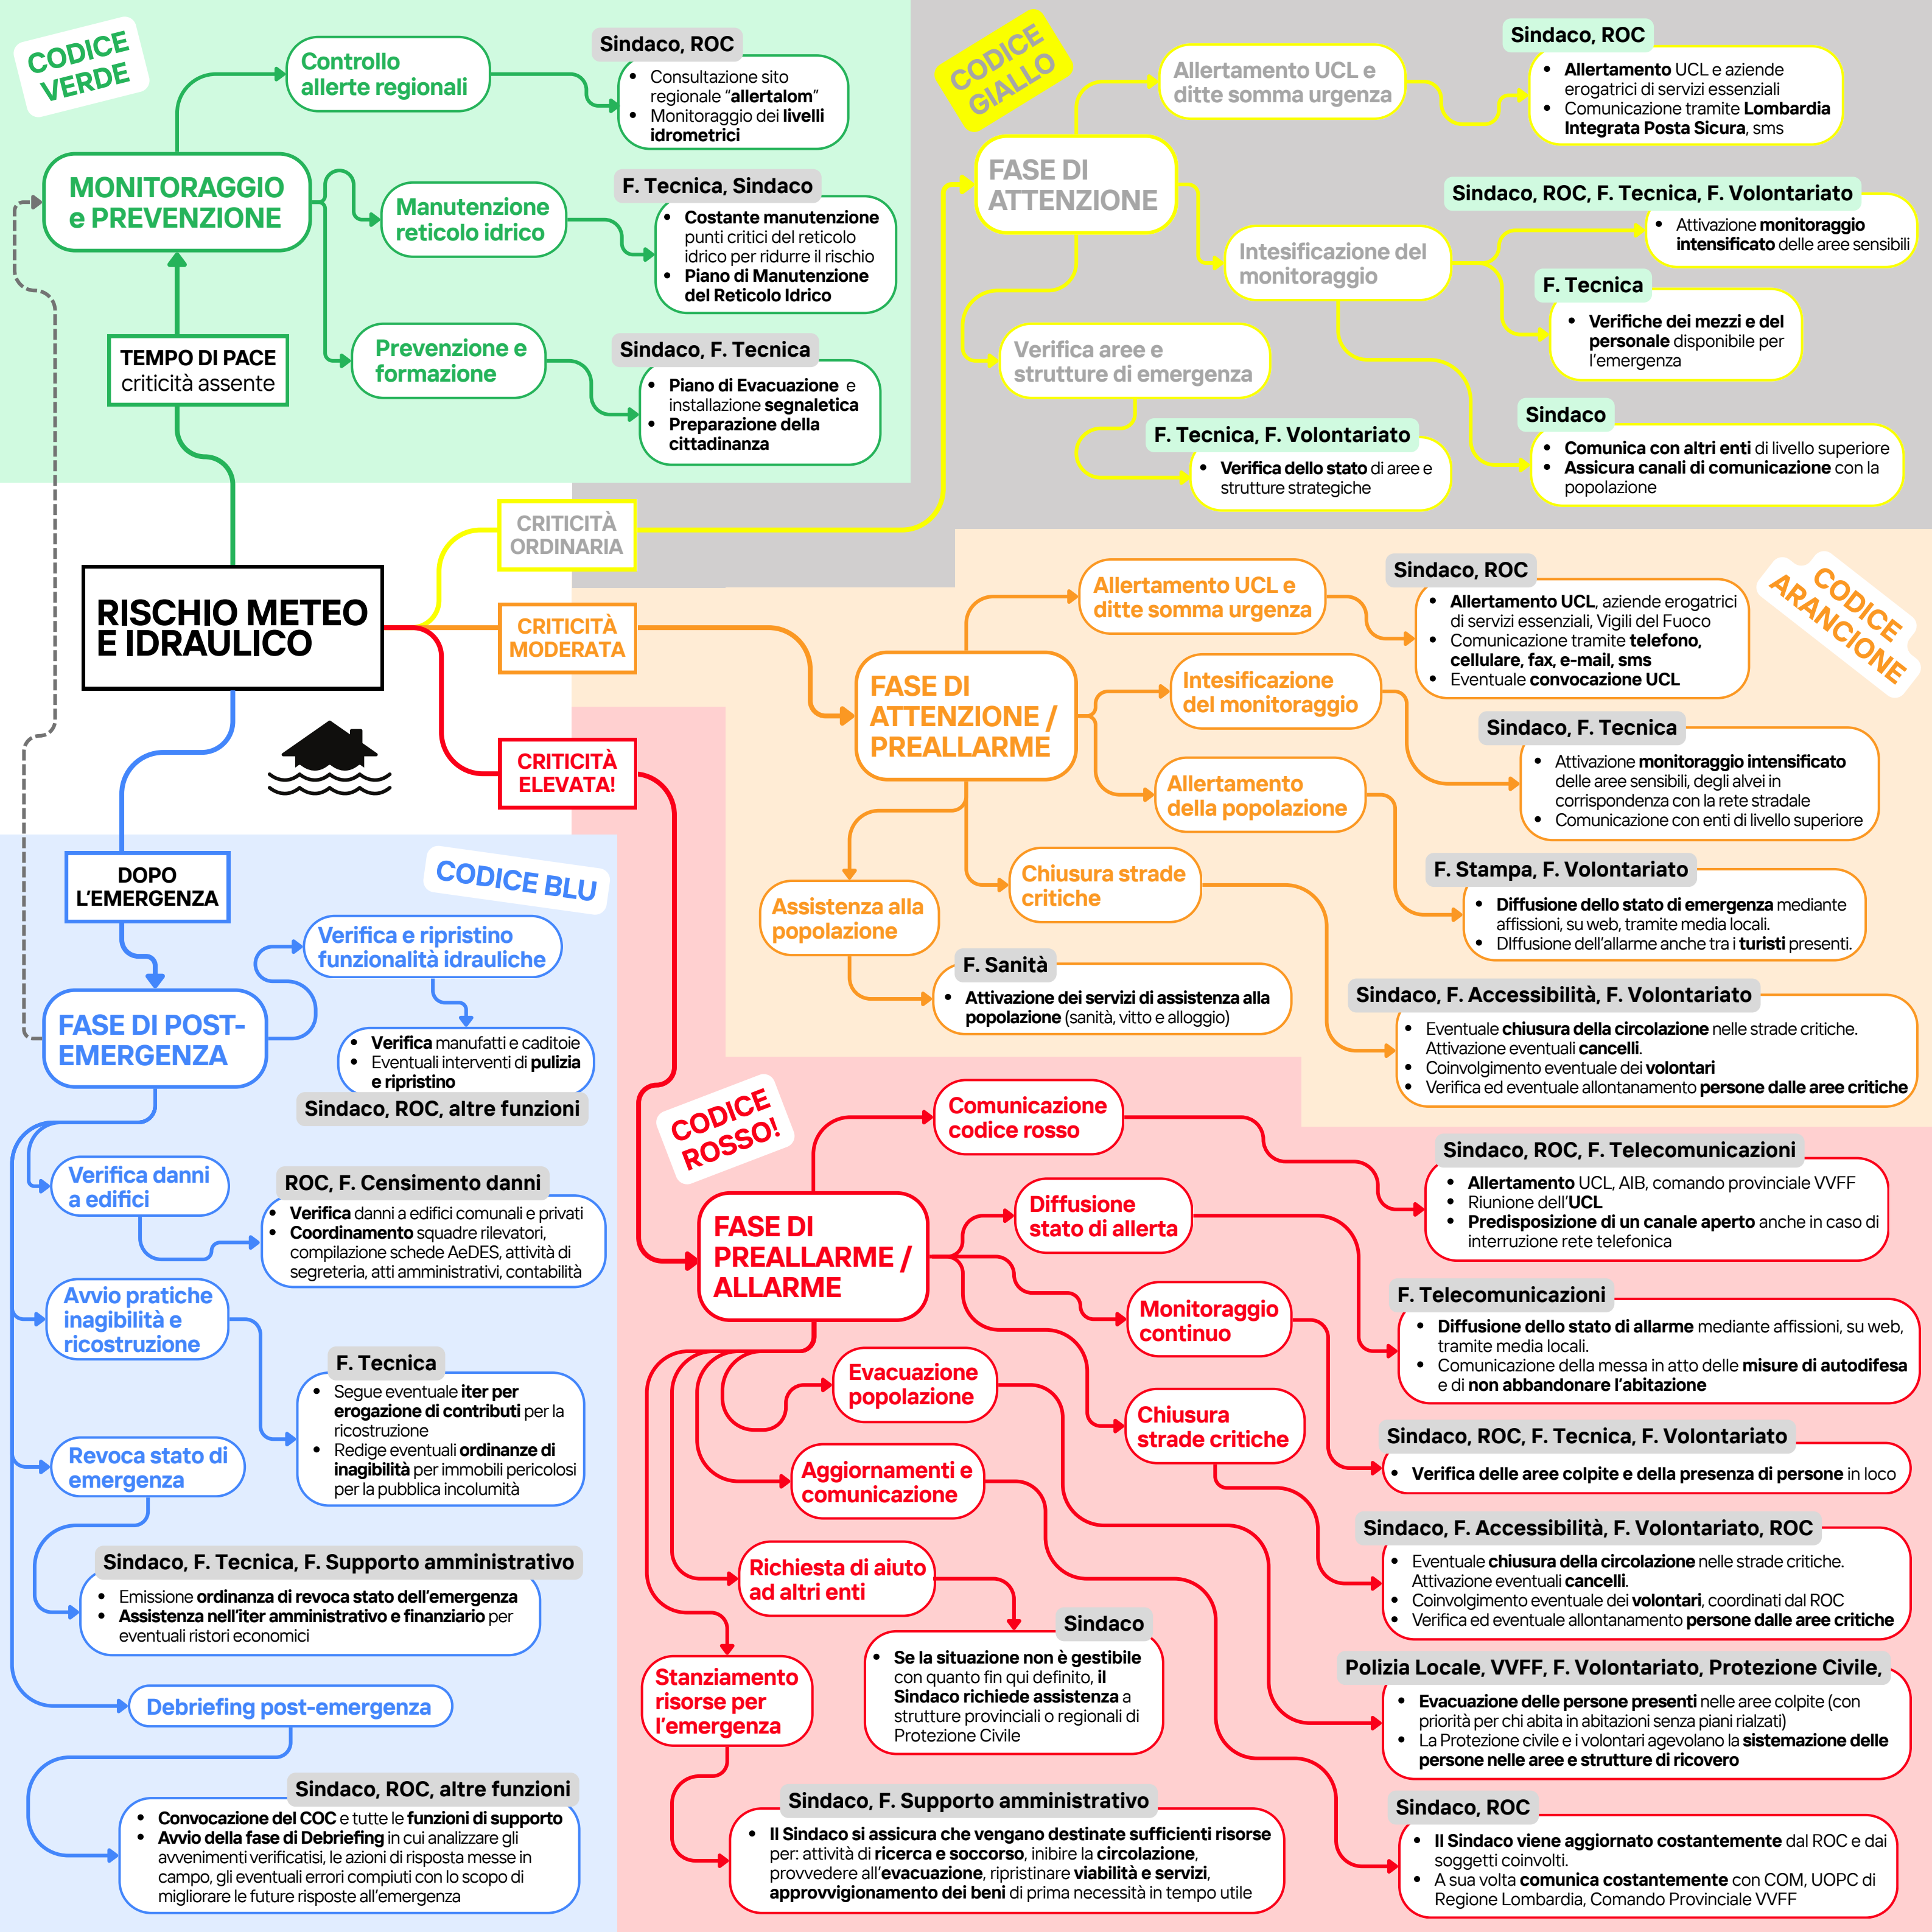 CODICE
VERDE
Controllo
allerte regionali
Sindaco, ROC
• Consultazione sito
regionale “allertalom”
• Monitoraggio dei livelli
idrometrici
MONITORAGGIO
e PREVENZIONE
Manutenzione
reticolo idrico
F. Tecnica, Sindaco
• Costante manutenzione
punti critici del reticolo
idrico per ridurre il rischio
• Piano di Manutenzione
del Reticolo Idrico
TEMPO DI PACE
criticità assente
Prevenzione e
formazione
Sindaco, F. Tecnica
• Piano di Evacuazione e
installazione segnaletica
• Preparazione della
cittadinanza
CODICE
GIALLO
Allertamento UCL e
ditte somma urgenza
Sindaco, ROC
• Allertamento UCL e aziende
erogatrici di servizi essenziali
• Comunicazione tramite Lombardia
Integrata Posta Sicura, sms
FASE DI
ATTENZIONE
Intesificazione del
monitoraggio
Sindaco, ROC, F. Tecnica, F. Volontariato
• Attivazione monitoraggio
intensificato delle aree sensibili
F. Tecnica
• Verifiche dei mezzi e del
personale disponibile per
l’emergenza
Sindaco
• Comunica con altri enti di livello superiore
• Assicura canali di comunicazione con la
popolazione
Verifica aree e
strutture di emergenza
F. Tecnica, F. Volontariato
• Verifica dello stato di aree e
strutture strategiche
RISCHIO METEO
E IDRAULICO
CRITICITÀ
ORDINARIA
CRITICITÀ
MODERATA
CRITICITÀ
ELEVATA!
CODICE
ARANCIONE
Allertamento UCL e
ditte somma urgenza
Sindaco, ROC
• Allertamento UCL, aziende erogatrici
di servizi essenziali, Vigili del Fuoco
• Comunicazione tramite telefono,
cellulare, fax, e-mail, sms
• Eventuale convocazione UCL
FASE DI
ATTENZIONE /
PREALLARME
Intesificazione
del monitoraggio
Sindaco, F. Tecnica
• Attivazione monitoraggio intensificato
delle aree sensibili, degli alvei in
corrispondenza con la rete stradale
• Comunicazione con enti di livello superiore
Allertamento
della popolazione
F. Stampa, F. Volontariato
• Diffusione dello stato di emergenza mediante
affissioni, su web, tramite media locali.
• DIffusione dell’allarme anche tra i turisti presenti.
Chiusura strade
critiche
Sindaco, F. Accessibilità, F. Volontariato
• Eventuale chiusura della circolazione nelle strade critiche.
Attivazione eventuali cancelli.
• Coinvolgimento eventuale dei volontari
• Verifica ed eventuale allontanamento persone dalle aree critiche
Assistenza alla
popolazione
F. Sanità
• Attivazione dei servizi di assistenza alla
popolazione (sanità, vitto e alloggio)
DOPO
L’EMERGENZA
CODICE BLU
FASE DI POST-
EMERGENZA
Verifica e ripristino
funzionalità idrauliche
• Verifica manufatti e caditoie
• Eventuali interventi di pulizia
e ripristino
Sindaco, ROC, altre funzioni
Verifica danni
a edifici
ROC, F. Censimento danni
• Verifica danni a edifici comunali e privati
• Coordinamento squadre rilevatori,
compilazione schede AeDES, attività di
segreteria, atti amministrativi, contabilità
Avvio pratiche
inagibilità e
ricostruzione
F. Tecnica
• Segue eventuale iter per
erogazione di contributi per la
ricostruzione
• Redige eventuali ordinanze di
inagibilità per immobili pericolosi
per la pubblica incolumità
Revoca stato di
emergenza
Sindaco, F. Tecnica, F. Supporto amministrativo
• Emissione ordinanza di revoca stato dell’emergenza
• Assistenza nell’iter amministrativo e finanziario per
eventuali ristori economici
Debriefing post-emergenza
Sindaco, ROC, altre funzioni
• Convocazione del COC e tutte le funzioni di supporto
• Avvio della fase di Debriefing in cui analizzare gli
avvenimenti verificatisi, le azioni di risposta messe in
campo, gli eventuali errori compiuti con lo scopo di
migliorare le future risposte all’emergenza
CODICE
ROSSO!
Comunicazione
codice rosso
Sindaco, ROC, F. Telecomunicazioni
• Allertamento UCL, AIB, comando provinciale VVFF
• Riunione dell’UCL
• Predisposizione di un canale aperto anche in caso di
interruzione rete telefonica
FASE DI
PREALLARME /
ALLARME
Diffusione
stato di allerta
F. Telecomunicazioni
• Diffusione dello stato di allarme mediante affissioni, su web,
tramite media locali.
• Comunicazione della messa in atto delle misure di autodifesa
e di non abbandonare l’abitazione
Monitoraggio
continuo
Sindaco, ROC, F. Tecnica, F. Volontariato
• Verifica delle aree colpite e della presenza di persone in loco
Chiusura
strade critiche
Sindaco, F. Accessibilità, F. Volontariato, ROC
• Eventuale chiusura della circolazione nelle strade critiche.
Attivazione eventuali cancelli.
• Coinvolgimento eventuale dei volontari, coordinati dal ROC
• Verifica ed eventuale allontanamento persone dalle aree critiche
Evacuazione
popolazione
Polizia Locale, VVFF, F. Volontariato, Protezione Civile,
• Evacuazione delle persone presenti nelle aree colpite (con
priorità per chi abita in abitazioni senza piani rialzati)
• La Protezione civile e i volontari agevolano la sistemazione delle
persone nelle aree e strutture di ricovero
Aggiornamenti e
comunicazione
Sindaco, ROC
• Il Sindaco viene aggiornato costantemente dal ROC e dai
soggetti coinvolti.
• A sua volta comunica costantemente con COM, UOPC di
Regione Lombardia, Comando Provinciale VVFF
Richiesta di aiuto
ad altri enti
Sindaco
• Se la situazione non è gestibile
con quanto fin qui definito, il
Sindaco richiede assistenza a
strutture provinciali o regionali di
Protezione Civile
Stanziamento
risorse per
l’emergenza
Sindaco, F. Supporto amministrativo
• Il Sindaco si assicura che vengano destinate sufficienti risorse
per: attività di ricerca e soccorso, inibire la circolazione,
provvedere all’evacuazione, ripristinare viabilità e servizi,
approvvigionamento dei beni di prima necessità in tempo utile